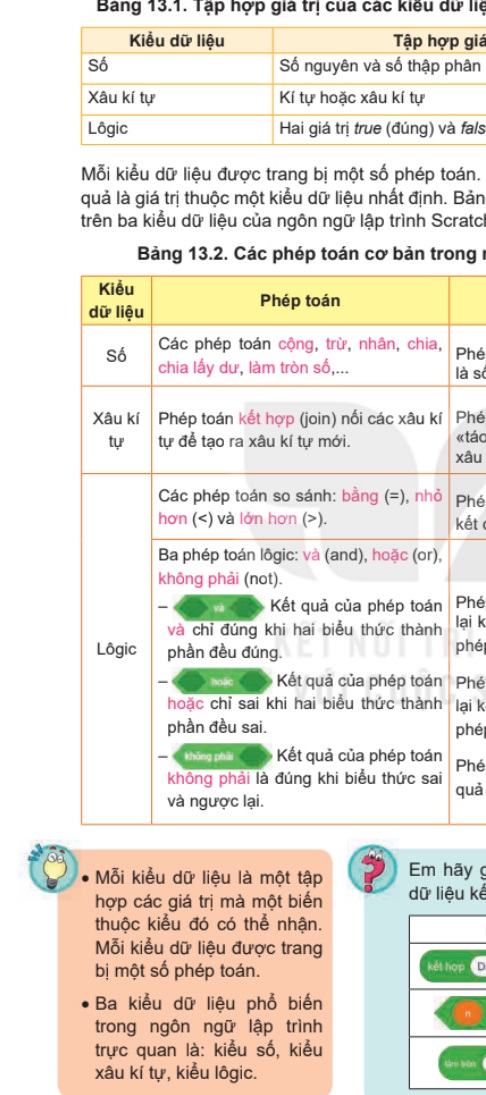 Bảng 13.1. Tập hợp giá trị của các kiểu dữ liệ
Kiểu dữ liệu
Tập hợp giá
Số
Số nguyên và số thập phân
Xâu kí tự
Kí tự hoặc xâu kí tự
Lôgic
Hai giá trị true (đúng) và fals
Mỗi kiểu dữ liệu được trang bị một số phép toán.
quả là giá trị thuộc một kiểu dữ liệu nhất định. Bản
trên ba kiểu dữ liệu của ngôn ngữ lập trình Scratch
Bảng 13.2. Các phép toán cơ bản trong n
Kiểu
dữ liệu
Phép toán
Số
Các phép toán cộng, trừ, nhân, chia,
chia lấy dư, làm tròn số,...
Phé
là số
Xâu kí
tự
Phép toán kết hợp (join) nối các xâu kí
tự để tạo ra xâu kí tự mới.
Phé
«táo
xâu
Lôgic
Các phép toán so sánh: bằng (=), nhỏ
hơn (<) và lớn hơn (>).
Phé
kết q
Ba phép toán lôgic: và (and), hoặc (or),
không phải (not).
– và Kết quả của phép toán
và chỉ đúng khi hai biểu thức thành
phần đều đúng.
Phé
lại k
phép
– hoặc Kết quả của phép toán
hoặc chỉ sai khi hai biểu thức thành
phần đều sai.
Phé
lại k
phép
– không phải Kết quả của phép toán
không phải là đúng khi biểu thức sai
và ngược lại.
Phé
quả
KẾT NỐI TRI
VỚI CUỘC S
• Mỗi kiểu dữ liệu là một tập
hợp các giá trị mà một biến
thuộc kiểu đó có thể nhận.
Mỗi kiểu dữ liệu được trang
bị một số phép toán.
• Ba kiểu dữ liệu phổ biến
trong ngôn ngữ lập trình
trực quan là: kiểu số, kiểu
xâu kí tự, kiểu lôgic.
Em hãy g
dữ liệu kế
kết hợp D
n
làm tròn